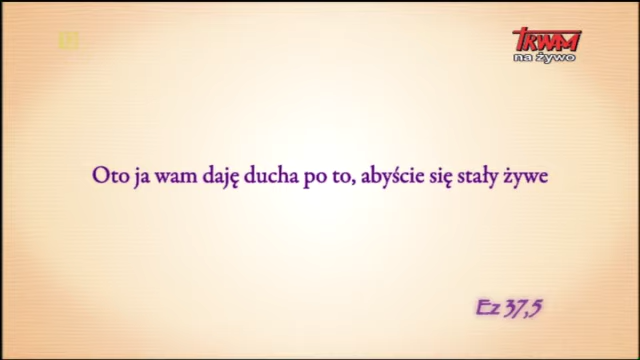 TRWAM
na żywo
Oto ja wam daję ducha po to, abyście się stały żywe
Ez 37,5